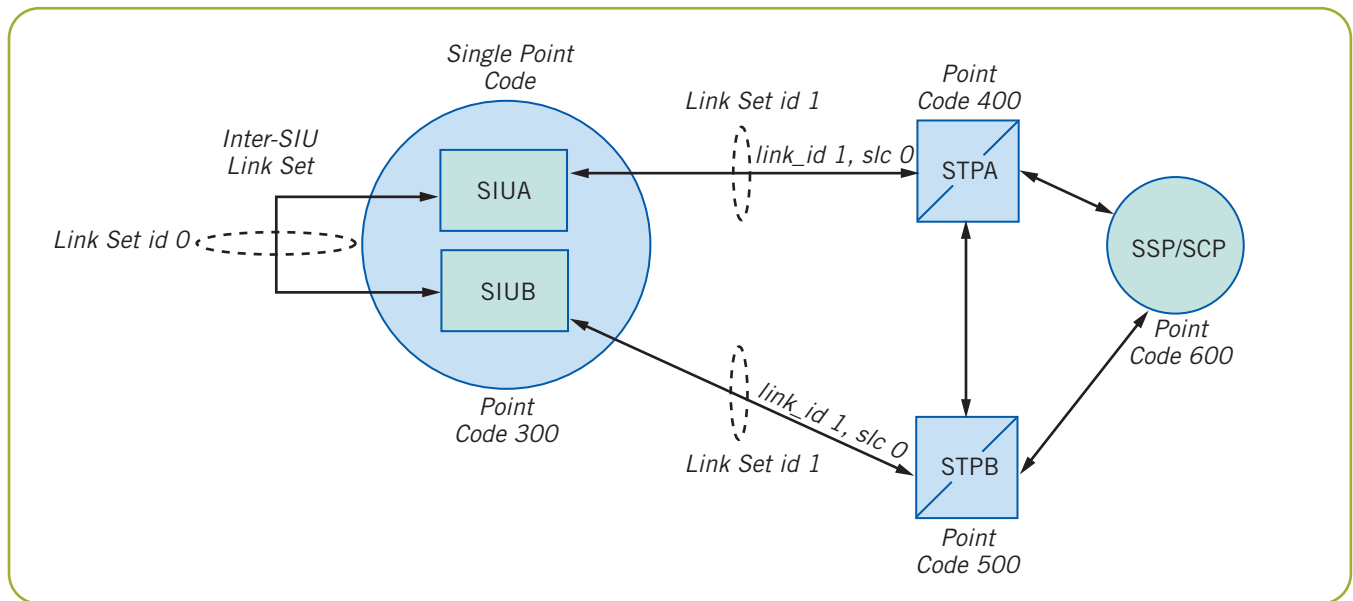 Single Point
Code
Inter-SIU
Link Set
Link Set id 0
SIUA
SIUB
Point
Code 300
Link Set id 1
link_id 1, slc 0
link_id 1, slc 0
Link Set id 1
Point
Code 400
STPA
STPB
Point
Code 500
SSP/SCP
Point
Code 600